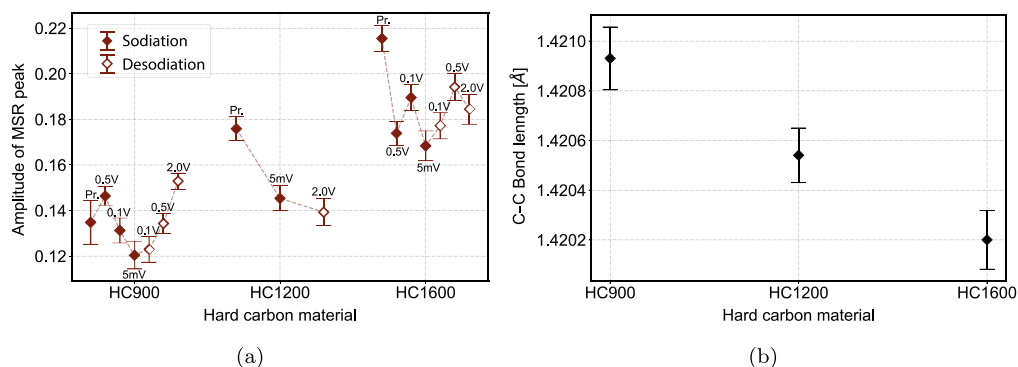 Amplitude of MSR peak
0.22
0.20
0.18
0.16
0.14
0.12
Sodiation
Desodiation
Pr.
0.5V
0.1V
5mV
0.1V
0.5V
2.0V
Pr.
5mV
2.0V
Pr.
0.5V
0.1V
5mV
0.1V
0.5V
2.0V
HC900
HC1200
HC1600
Hard carbon material
(a)
C–C Bond lenngth [Å]
1.4210
1.4208
1.4206
1.4204
1.4202
HC900
HC1200
HC1600
Hard carbon material
(b)